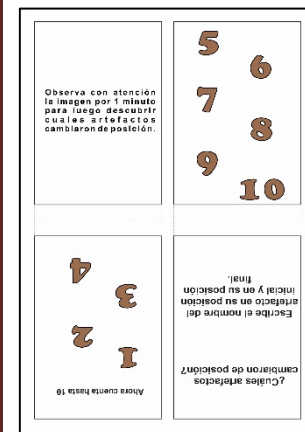 Observa con atención
la imagen por 1 minuto
para luego descubrir
cuales artefactos
cambiaron de posición.
5
6
7
8
9
10
Ahora cuenta hasta 10
1
2
3
4
¿Cuáles artefactos
cambiaron de posición?
Escribe el nombre del
artefacto en su posición
inicial y en su posición
final.